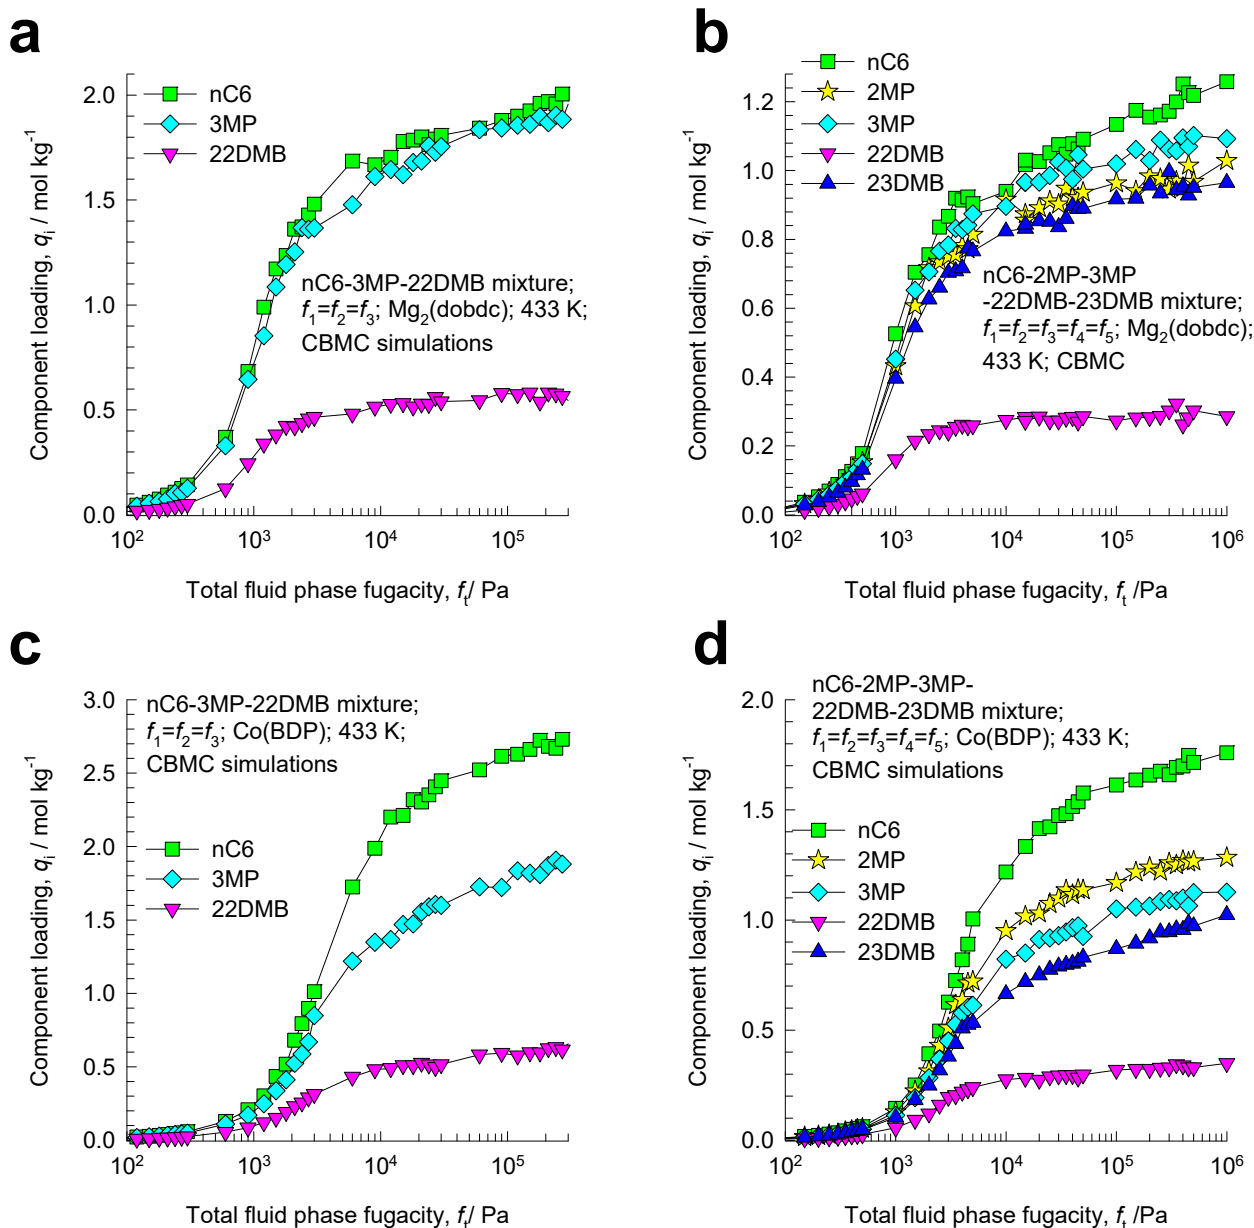 a
2.0
1.5
1.0
0.5
0.0
Component loading, qi / mol kg-1
nC6
3MP
22DMB
nC6-3MP-22DMB mixture;
f1=f2=f3; Mg2(dobdc); 433 K;
CBMC simulations
10^2 10^3 10^4 10^5
Total fluid phase fugacity, ft/ Pa
b
1.2
1.0
0.8
0.6
0.4
0.2
0.0
Component loading, qi / mol kg-1
nC6
2MP
3MP
22DMB
23DMB
nC6-2MP-3MP
-22DMB-23DMB mixture;
f1=f2=f3=f4=f5; Mg2(dobdc);
433 K; CBMC
10^2 10^3 10^4 10^5 10^6
Total fluid phase fugacity, ft /Pa
c
3.0
2.5
2.0
1.5
1.0
0.5
0.0
Component loading, qi / mol kg-1
nC6-3MP-22DMB mixture;
f1=f2=f3; Co(BDP); 433 K;
CBMC simulations
nC6
3MP
22DMB
10^2 10^3 10^4 10^5
Total fluid phase fugacity, ft/ Pa
d
2.0
1.5
1.0
0.5
0.0
Component loading, qi / mol kg-1
nC6-2MP-3MP-
22DMB-23DMB mixture;
f1=f2=f3=f4=f5; Co(BDP); 433 K;
CBMC simulations
nC6
2MP
3MP
22DMB
23DMB
10^2 10^3 10^4 10^5 10^6
Total fluid phase fugacity, ft /Pa